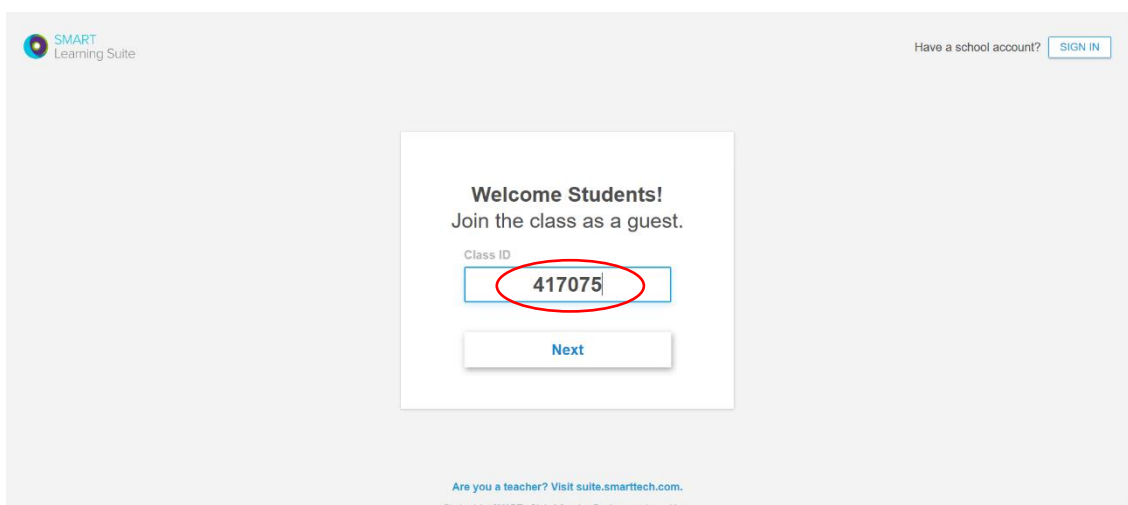 SMART
Learning Suite
Have a school account?
SIGN IN
Welcome Students!
Join the class as a guest.
Class ID
417075
Next
Are you a teacher? Visit suite.smarttech.com.